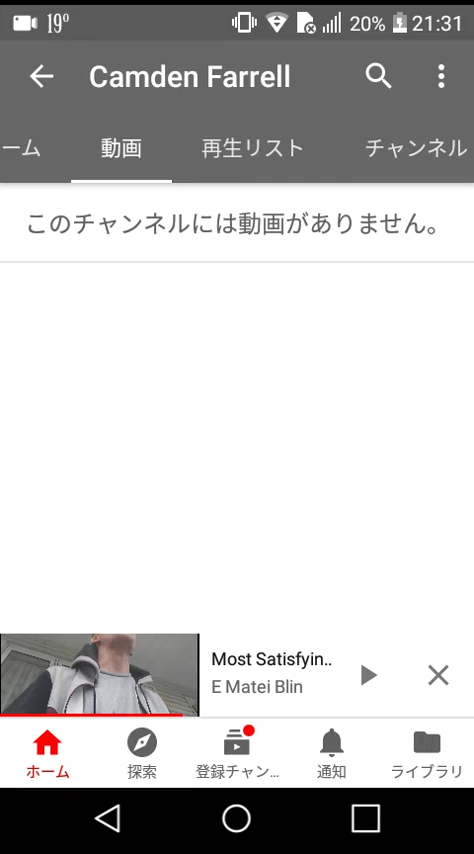 19° 20% 21:31
Camden Farrell
ーム 動画 再生リスト チャンネル
このチャンネルには動画がありません。
Most Satisfyin..
E Matei Blin
ホーム 探索 登録チャン... 通知 ライブラリ